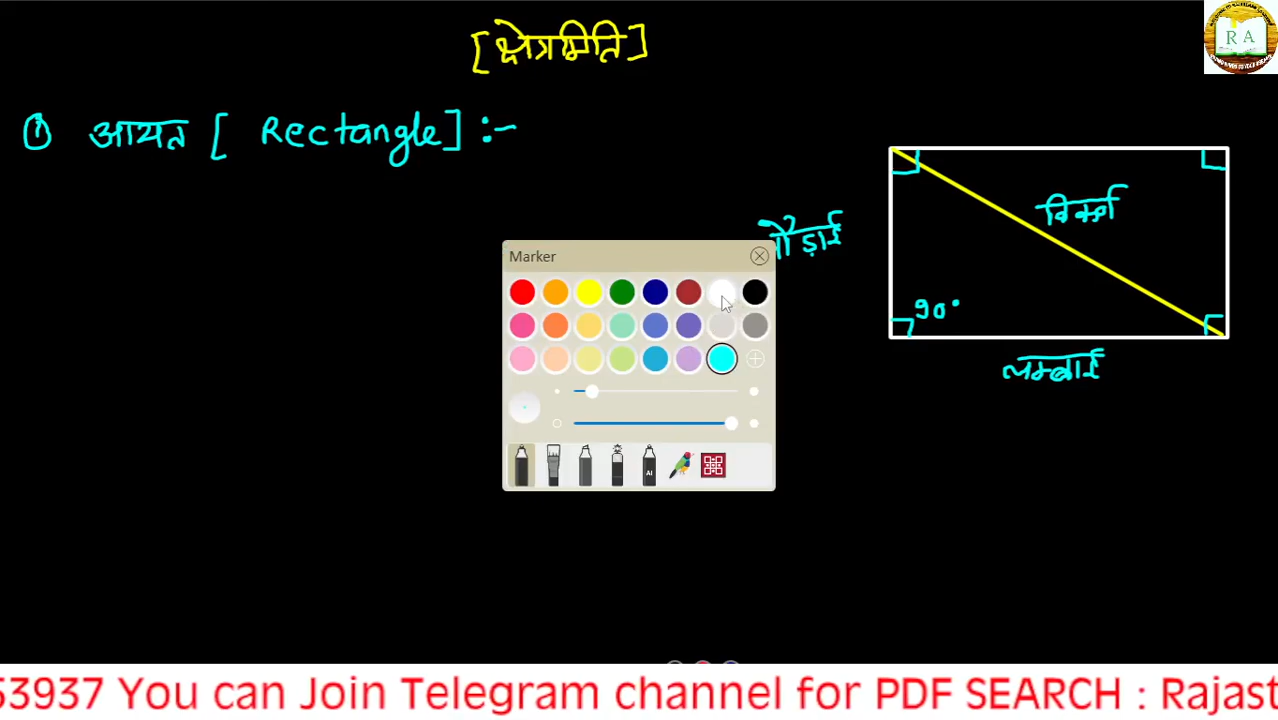 [क्षेत्रमिति]
① आयत [ Rectangle] :-
विकर्ण
90°
लम्बाई
Marker
AI
RA
53937 You can Join Telegram channel for PDF SEARCH : Rajast